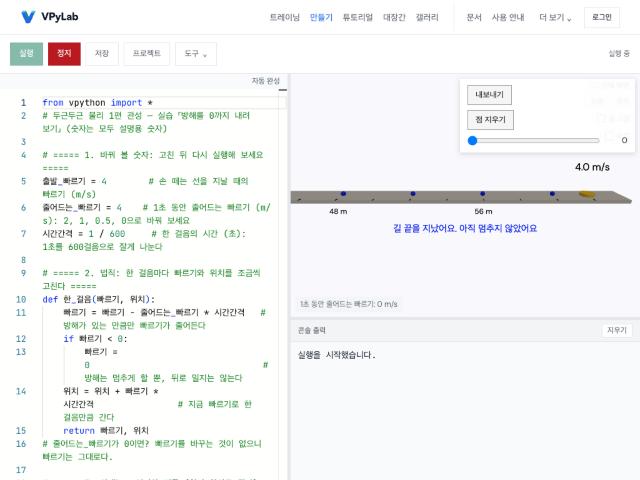 VPyLab
트레이닝 만들기 튜토리얼 대장간 갤러리 문서 사용 안내 더 보기 로그인
실행 정지 저장 프로젝트 도구 실행 중
자동 완성
1 from vpython import *
2 # 두근두근 물리 1편 관성 — 실습 「방해를 0까지 내려
보기」 (숫자는 모두 설명용 숫자)
3
4 # ===== 1. 바꿔 볼 숫자: 고친 뒤 다시 실행해 보세요
=====
5 출발_빠르기 = 4 # 손 떼는 선을 지날 때의
빠르기 (m/s)
6 줄어드는_빠르기 = 4 # 1초 동안 줄어드는 빠르기 (m/
s): 2, 1, 0.5, 0으로 바꿔 보세요
7 시간간격 = 1 / 600 # 한 걸음의 시간 (초):
1초를 600걸음으로 잘게 나눈다
8
9 # ===== 2. 법칙: 한 걸음마다 빠르기와 위치를 조금씩
고친다 =====
10 def 한_걸음(빠르기, 위치):
11 빠르기 = 빠르기 - 줄어드는_빠르기 * 시간간격 #
방해가 있는 만큼만 빠르기가 줄어든다
12 if 빠르기 < 0:
13 빠르기 =
0 #
방해는 멈추게 할 뿐, 뒤로 밀지는 않는다
14 위치 = 위치 + 빠르기 *
시간간격 # 지금 빠르기로 한
걸음만큼 간다
15 return 빠르기, 위치
16 # 줄어드는_빠르기가 0이면? 빠르기를 바꾸는 것이 없으니
빠르기는 그대로다.
17
내보내기
점 지우기
0
4.0 m/s
48 m 56 m
길 끝을 지났어요. 아직 멈추지 않았어요
1초 동안 줄어드는 빠르기: 0 m/s
콘솔 출력 지우기
실행을 시작했습니다.